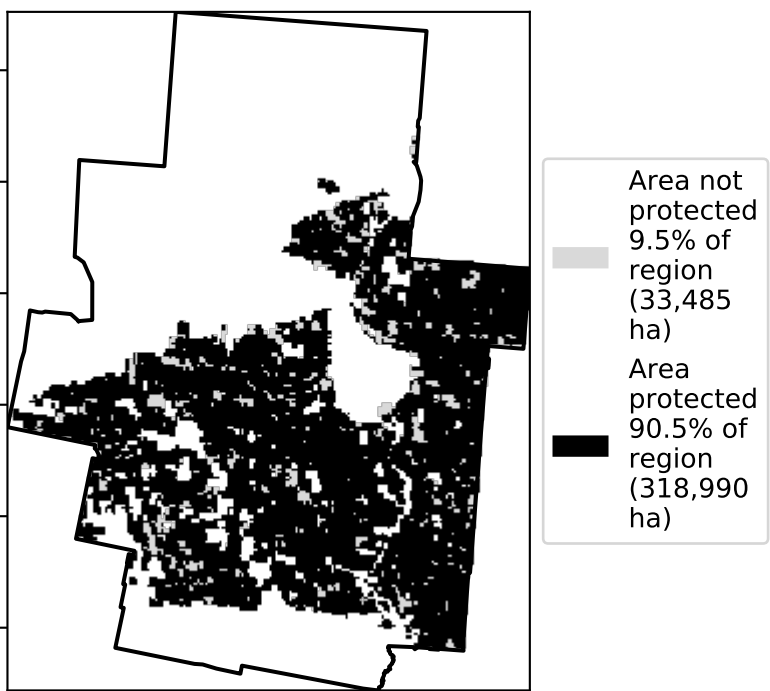 Area not
protected
9.5% of
region
(33,485
ha)
Area
protected
90.5% of
region
(318,990
ha)